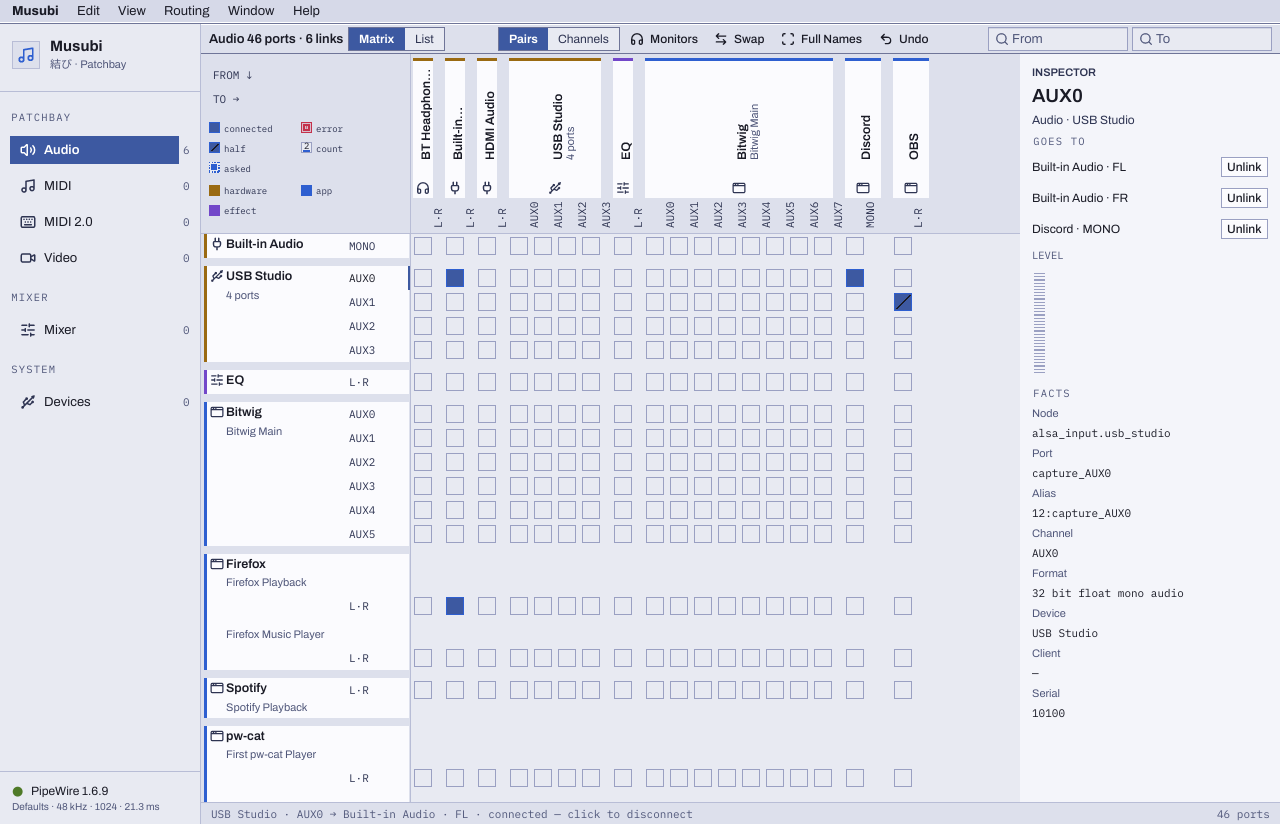 Musubi Edit View Routing Window Help
Musubi
結び · Patchbay
PATCHBAY
Audio 6
MIDI 0
MIDI 2.0 0
Video 0
MIXER
Mixer 0
SYSTEM
Devices 0
PipeWire 1.6.9
Defaults · 48 kHz · 1024 · 21.3 ms
Audio 46 ports · 6 links Matrix List Pairs Channels Monitors Swap Full Names Undo From To
FROM ↓
TO →
connected error
half 2 count
asked
hardware app
effect
BT Headphon…
Built-in…
HDMI Audio
USB Studio
4 ports
EQ
Bitwig
Bitwig Main
Discord
OBS
L·R L·R L·R AUX0 AUX1 AUX2 AUX3 L·R AUX0 AUX1 AUX2 AUX3 AUX4 AUX5 AUX6 AUX7 MONO L·R
Built-in Audio MONO
USB Studio AUX0
4 ports
AUX1
AUX2
AUX3
EQ L·R
Bitwig AUX0
Bitwig Main
AUX1
AUX2
AUX3
AUX4
AUX5
Firefox
Firefox Playback
L·R
Firefox Music Player
L·R
Spotify L·R
Spotify Playback
pw-cat
First pw-cat Player
L·R
INSPECTOR
AUX0
Audio · USB Studio
GOES TO
Built-in Audio · FL Unlink
Built-in Audio · FR Unlink
Discord · MONO Unlink
LEVEL
FACTS
Node
alsa_input.usb_studio
Port
capture_AUX0
Alias
12:capture_AUX0
Channel
AUX0
Format
32 bit float mono audio
Device
USB Studio
Client
—
Serial
10100
USB Studio · AUX0 → Built-in Audio · FL · connected — click to disconnect 46 ports